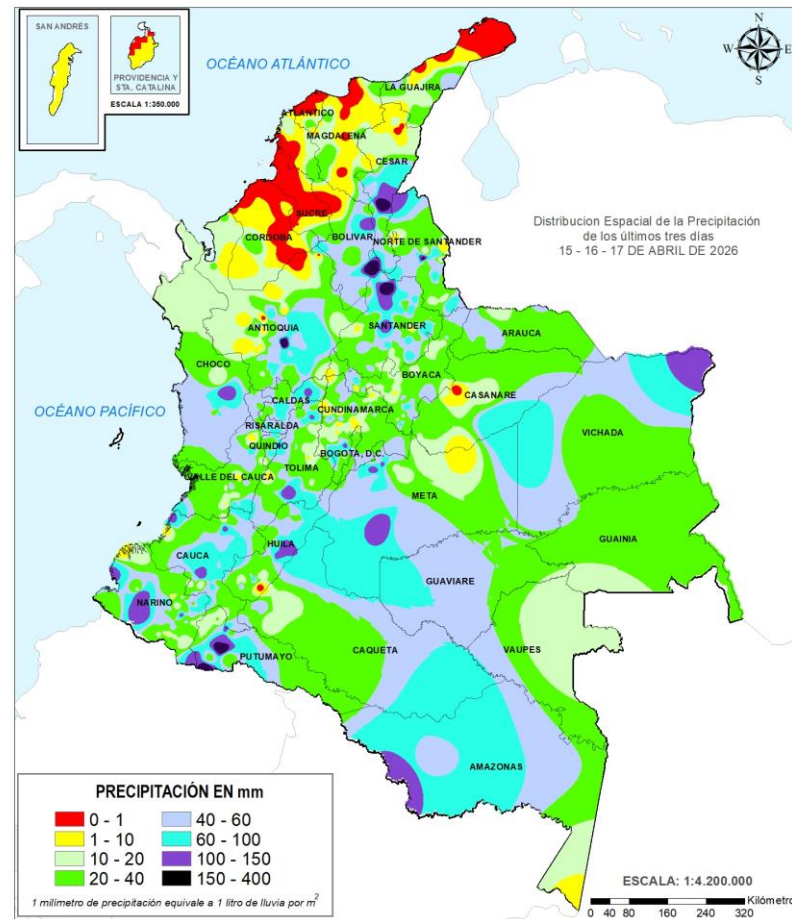 SAN ANDRÉS
PROVIDENCIA Y
STA. CATALINA
ESCALA 1:350.000
OCÉANO ATLÁNTICO
N
W
E
S
LA GUAJIRA
ATLANTICO
MAGDALENA
CESAR
SUCRE
BOLIVAR
NORTE DE SANTANDER
CORDOBA
Distribucion Espacial de la Precipitación
de los últimos tres días
15 - 16 - 17 DE ABRIL DE 2026
ANTIOQUIA
SANTANDER
ARAUCA
CHOCO
BOYACA
CASANARE
OCÉANO PACÍFICO
CALDAS
CUNDINAMARCA
RISARALDA
VICHADA
QUINDIO
BOGOTA, D.C.
TOLIMA
VALLE DEL CAUCA
META
GUAINIA
HUILA
CAUCA
GUAVIARE
NARINO
PUTUMAYO
CAQUETA
VAUPES
AMAZONAS
PRECIPITACIÓN EN mm
0 - 1
40 - 60
1 - 10
60 - 100
10 - 20
100 - 150
20 - 40
150 - 400
1 milímetro de precipitación equivale a 1 litro de lluvia por m²
ESCALA: 1:4.200.000
Kilómetro
40 80 160 240 320